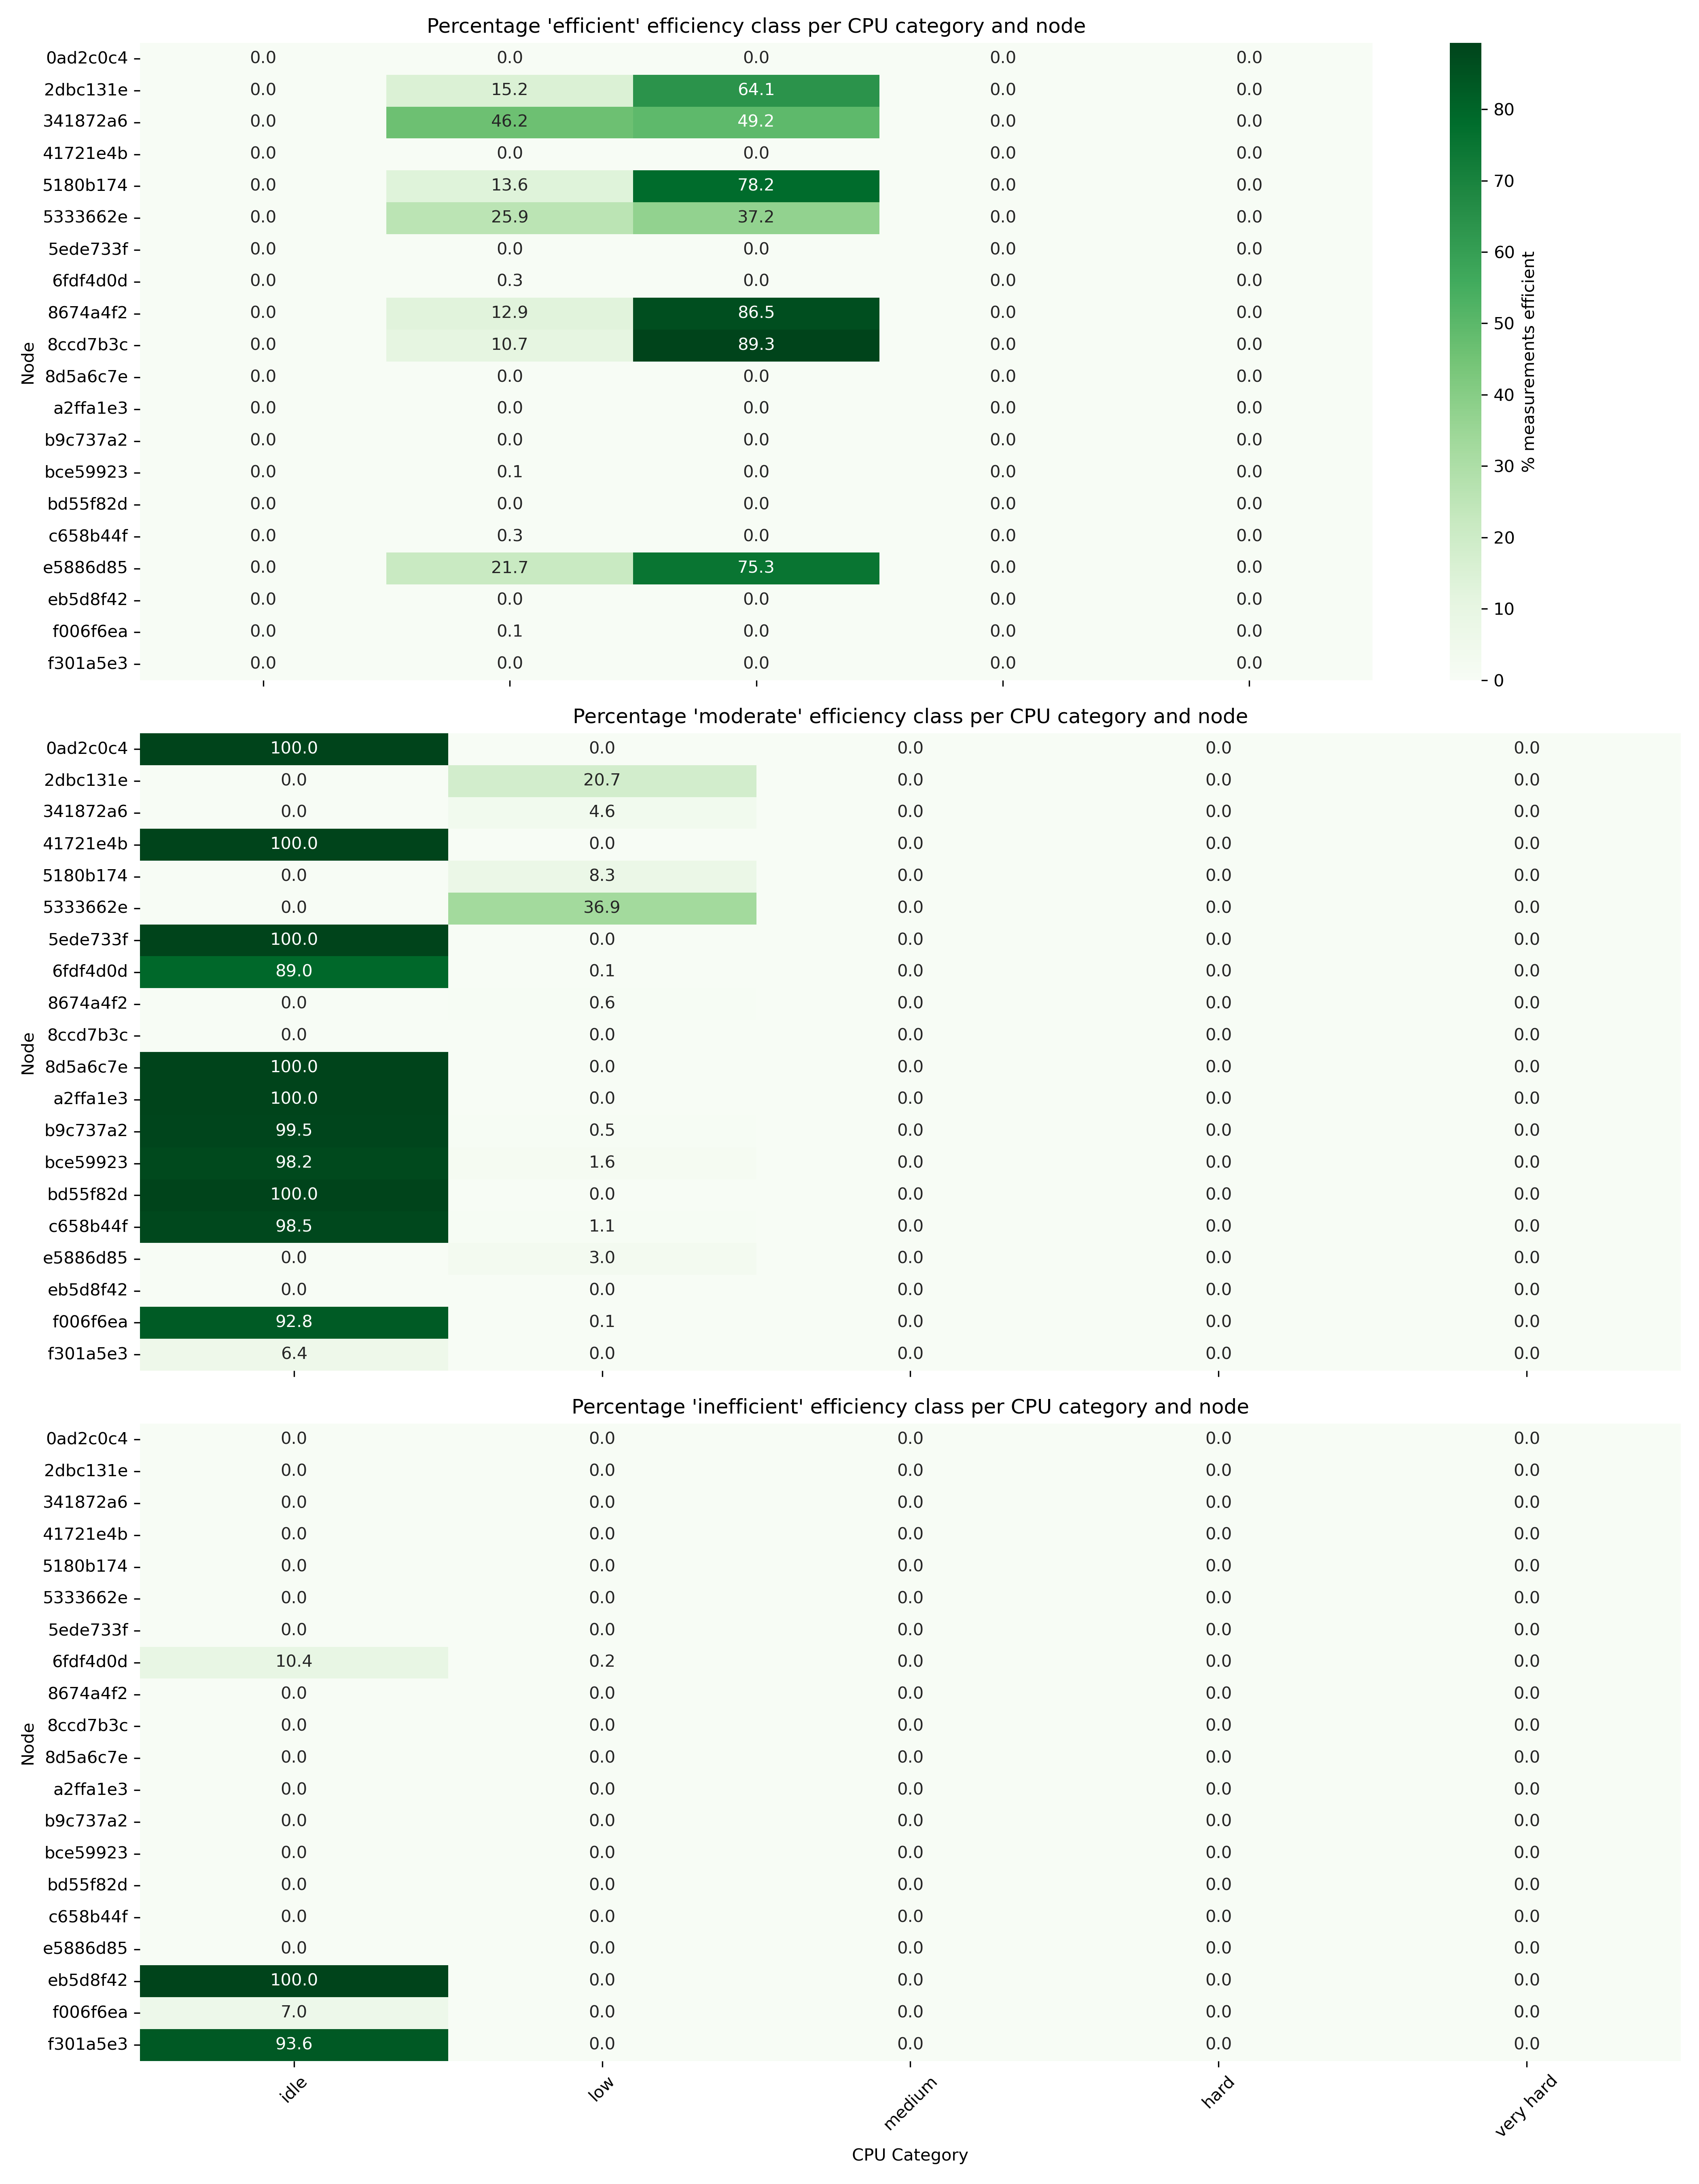 Percentage 'efficient' efficiency class per CPU category and node
0ad2c0c4 0.0 0.0 0.0 0.0 0.0
2dbc131e 0.0 15.2 64.1 0.0 0.0
341872a6 0.0 46.2 49.2 0.0 0.0
41721e4b 0.0 0.0 0.0 0.0 0.0
5180b174 0.0 13.6 78.2 0.0 0.0
5333662e 0.0 25.9 37.2 0.0 0.0
5ede733f 0.0 0.0 0.0 0.0 0.0
6fdf4d0d 0.0 0.3 0.0 0.0 0.0
8674a4f2 0.0 12.9 86.5 0.0 0.0
8ccd7b3c 0.0 10.7 89.3 0.0 0.0
8d5a6c7e 0.0 0.0 0.0 0.0 0.0
a2ffa1e3 0.0 0.0 0.0 0.0 0.0
b9c737a2 0.0 0.0 0.0 0.0 0.0
bce59923 0.0 0.1 0.0 0.0 0.0
bd55f82d 0.0 0.0 0.0 0.0 0.0
c658b44f 0.0 0.3 0.0 0.0 0.0
e5886d85 0.0 21.7 75.3 0.0 0.0
eb5d8f42 0.0 0.0 0.0 0.0 0.0
f006f6ea 0.0 0.1 0.0 0.0 0.0
f301a5e3 0.0 0.0 0.0 0.0 0.0
Node
80
70
60
50
40
30
20
10
0
% measurements efficient
Percentage 'moderate' efficiency class per CPU category and node
0ad2c0c4 100.0 0.0 0.0 0.0 0.0
2dbc131e 0.0 20.7 0.0 0.0 0.0
341872a6 0.0 4.6 0.0 0.0 0.0
41721e4b 100.0 0.0 0.0 0.0 0.0
5180b174 0.0 8.3 0.0 0.0 0.0
5333662e 0.0 36.9 0.0 0.0 0.0
5ede733f 100.0 0.0 0.0 0.0 0.0
6fdf4d0d 89.0 0.1 0.0 0.0 0.0
8674a4f2 0.0 0.6 0.0 0.0 0.0
8ccd7b3c 0.0 0.0 0.0 0.0 0.0
8d5a6c7e 100.0 0.0 0.0 0.0 0.0
a2ffa1e3 100.0 0.0 0.0 0.0 0.0
b9c737a2 99.5 0.5 0.0 0.0 0.0
bce59923 98.2 1.6 0.0 0.0 0.0
bd55f82d 100.0 0.0 0.0 0.0 0.0
c658b44f 98.5 1.1 0.0 0.0 0.0
e5886d85 0.0 3.0 0.0 0.0 0.0
eb5d8f42 0.0 0.0 0.0 0.0 0.0
f006f6ea 92.8 0.1 0.0 0.0 0.0
f301a5e3 6.4 0.0 0.0 0.0 0.0
Node
Percentage 'inefficient' efficiency class per CPU category and node
0ad2c0c4 0.0 0.0 0.0 0.0 0.0
2dbc131e 0.0 0.0 0.0 0.0 0.0
341872a6 0.0 0.0 0.0 0.0 0.0
41721e4b 0.0 0.0 0.0 0.0 0.0
5180b174 0.0 0.0 0.0 0.0 0.0
5333662e 0.0 0.0 0.0 0.0 0.0
5ede733f 0.0 0.0 0.0 0.0 0.0
6fdf4d0d 10.4 0.2 0.0 0.0 0.0
8674a4f2 0.0 0.0 0.0 0.0 0.0
8ccd7b3c 0.0 0.0 0.0 0.0 0.0
8d5a6c7e 0.0 0.0 0.0 0.0 0.0
a2ffa1e3 0.0 0.0 0.0 0.0 0.0
b9c737a2 0.0 0.0 0.0 0.0 0.0
bce59923 0.0 0.0 0.0 0.0 0.0
bd55f82d 0.0 0.0 0.0 0.0 0.0
c658b44f 0.0 0.0 0.0 0.0 0.0
e5886d85 0.0 0.0 0.0 0.0 0.0
eb5d8f42 100.0 0.0 0.0 0.0 0.0
f006f6ea 7.0 0.0 0.0 0.0 0.0
f301a5e3 93.6 0.0 0.0 0.0 0.0
Node
idle low medium hard very hard
CPU Category